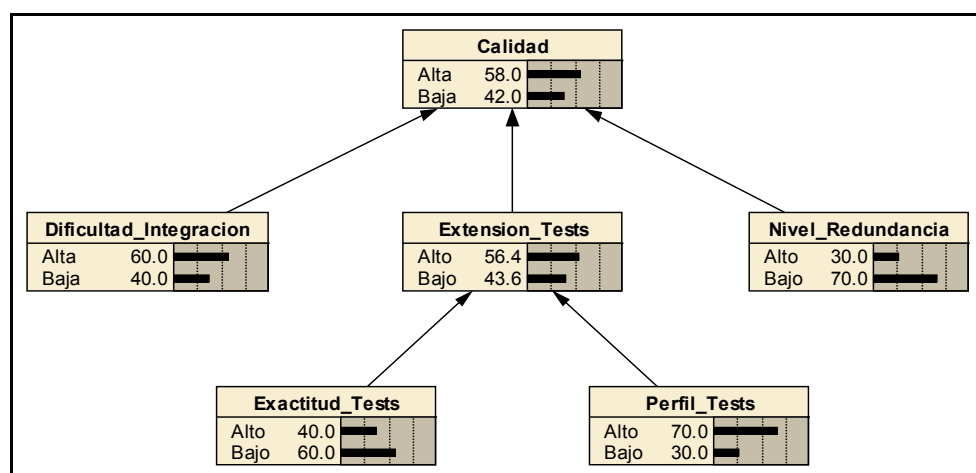 Calidad
Alta 58.0
Baja 42.0
Dificultad_Integracion
Alta 60.0
Baja 40.0
Extension_Tests
Alto 56.4
Bajo 43.6
Nivel_Redundancia
Alto 30.0
Bajo 70.0
Exactitud_Tests
Alto 40.0
Bajo 60.0
Perfil_Tests
Alto 70.0
Bajo 30.0